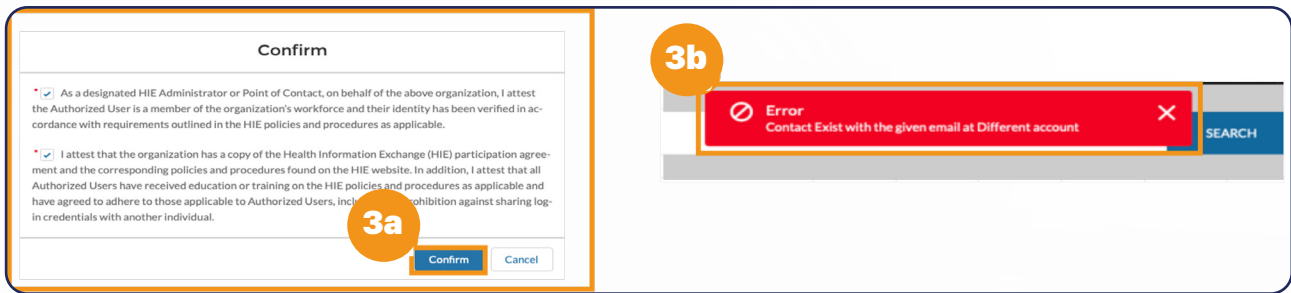 Confirm
* As a designated HIE Administrator or Point of Contact, on behalf of the above organization, I attest
the Authorized User is a member of the organization's workforce and their identity has been verified in ac-
cordance with requirements outlined in the HIE policies and procedures as applicable.
* I attest that the organization has a copy of the Health Information Exchange (HIE) participation agree-
ment and the corresponding policies and procedures found on the HIE website. In addition, I attest that all
Authorized Users have received education or training on the HIE policies and procedures as applicable and
have agreed to adhere to those applicable to Authorized Users, prohibition against sharing log-
in credentials with another individual.
3a
Confirm
Cancel
3b
Error
Contact Exist with the given email at Different account
SEARCH